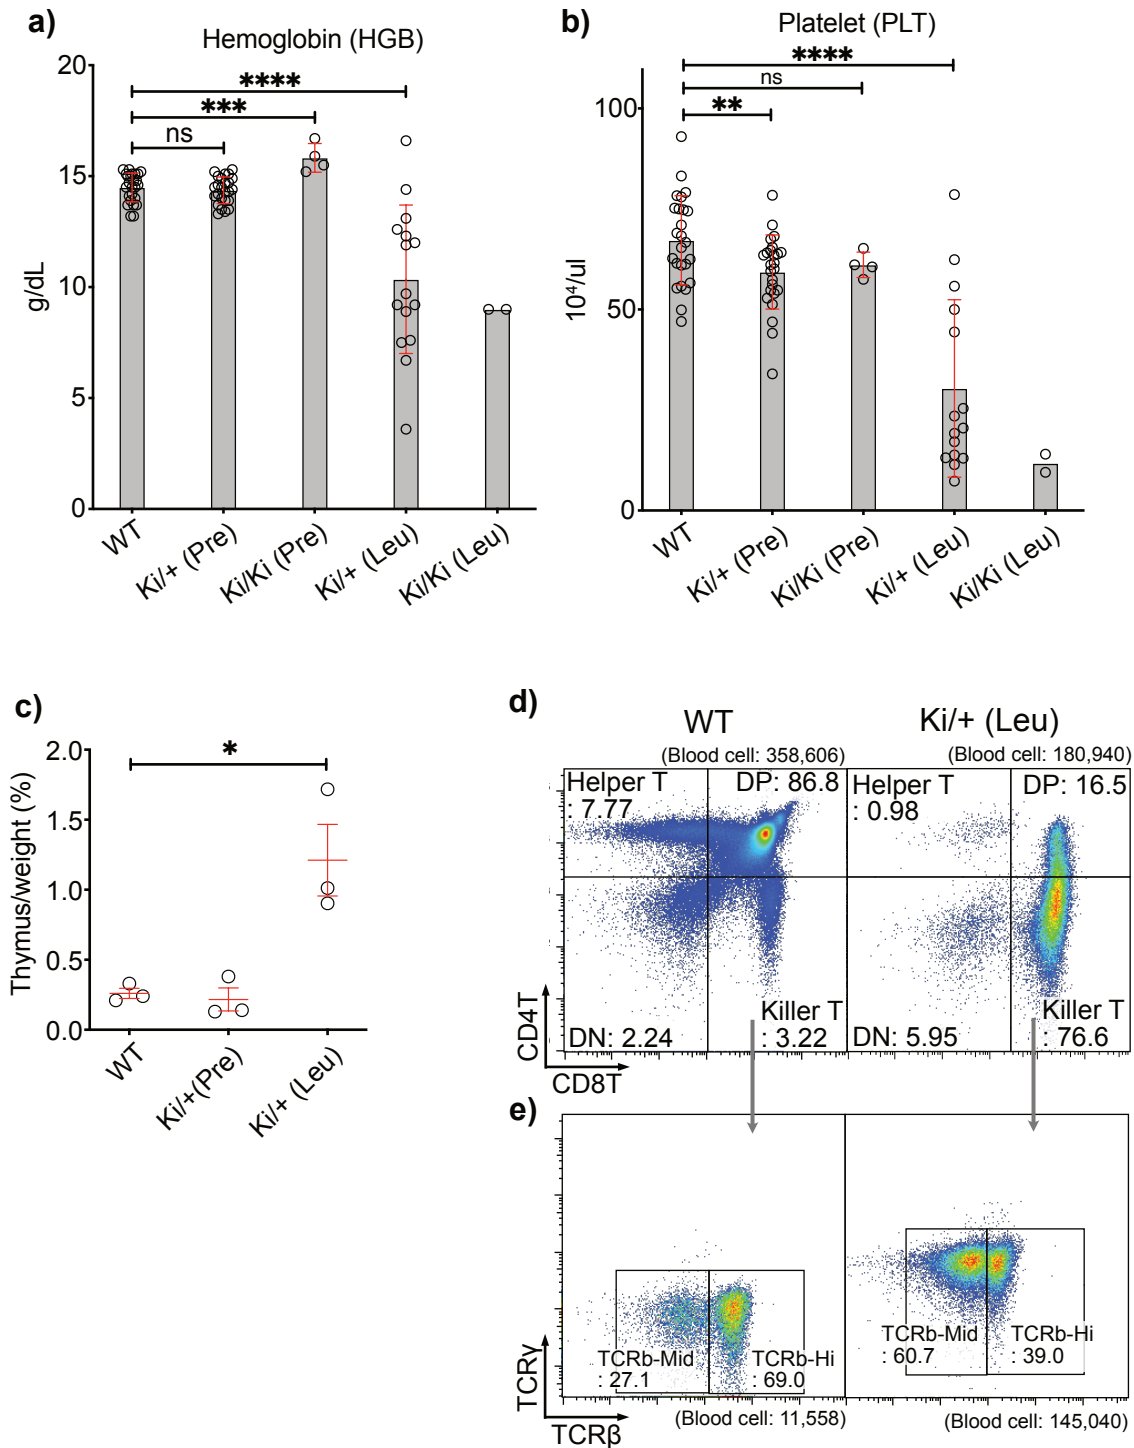 a)
Hemoglobin (HGB)
20
15
10
5
0
g/dL
****
***
ns
WT
Ki/+ (Pre)
Ki/Ki (Pre)
Ki/+ (Leu)
Ki/Ki (Leu)
b)
Platelet (PLT)
100
50
0
10⁴/ul
****
ns
**
WT
Ki/+ (Pre)
Ki/Ki (Pre)
Ki/+ (Leu)
Ki/Ki (Leu)
c)
2.0
1.5
1.0
0.5
0.0
Thymus/weight (%)
*
WT
Ki/+(Pre)
Ki/+ (Leu)
d)
WT
(Blood cell: 358,606)
Helper T
: 7.77
DP: 86.8
DN: 2.24
Killer T
: 3.22
Ki/+ (Leu)
(Blood cell: 180,940)
Helper T
: 0.98
DP: 16.5
DN: 5.95
Killer T
: 76.6
CD4T
CD8T
e)
TCRb-Mid
: 27.1
TCRb-Hi
: 69.0
(Blood cell: 11,558)
TCRb-Mid
: 60.7
TCRb-Hi
: 39.0
(Blood cell: 145,040)
TCRγ
TCRβ